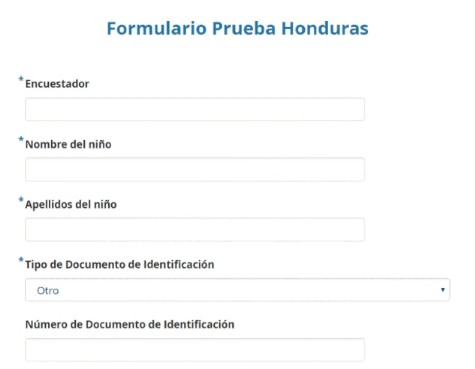 Formulario Prueba Honduras
* Encuestador
* Nombre del niño
* Apellidos del niño
* Tipo de Documento de Identificación
Otro
Número de Documento de Identificación